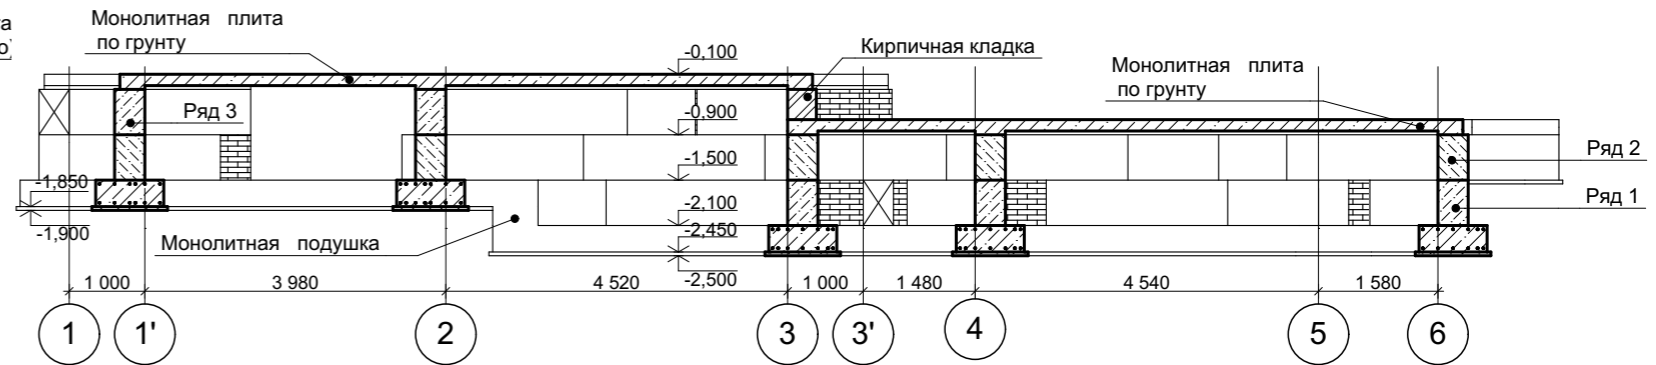 та
о)
Монолитная плита
по грунту
-0,100
Кирпичная кладка
Монолитная плита
по грунту
Ряд 3
-0,900
-1,500
Ряд 2
-1,850
Ряд 1
-2,100
-1,900
Монолитная подушка
-2,450
-2,500
1 000
3 980
4 520
1 000
1 480
4 540
1 580
1
1'
2
3
3'
4
5
6